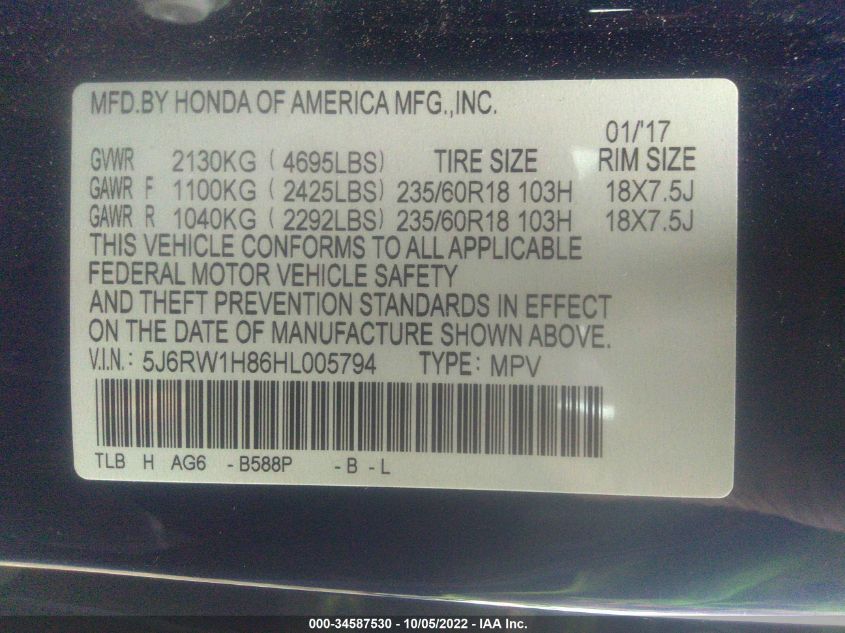 MFD.BY HONDA OF AMERICA MFG.,INC.
01/'17
GVWR 2130KG ( 4695LBS) TIRE SIZE RIM SIZE
GAWR F 1100KG ( 2425LBS) 235/60R18 103H 18X7.5J
GAWR R 1040KG ( 2292LBS) 235/60R18 103H 18X7.5J
THIS VEHICLE CONFORMS TO ALL APPLICABLE
FEDERAL MOTOR VEHICLE SAFETY
AND THEFT PREVENTION STANDARDS IN EFFECT
ON THE DATE OF MANUFACTURE SHOWN ABOVE.
V.I.N.: 5J6RW1H86HL005794 TYPE: MPV
TLB H AG6 - B588P - B - L
000-34587530 - 10/05/2022 - IAA Inc.